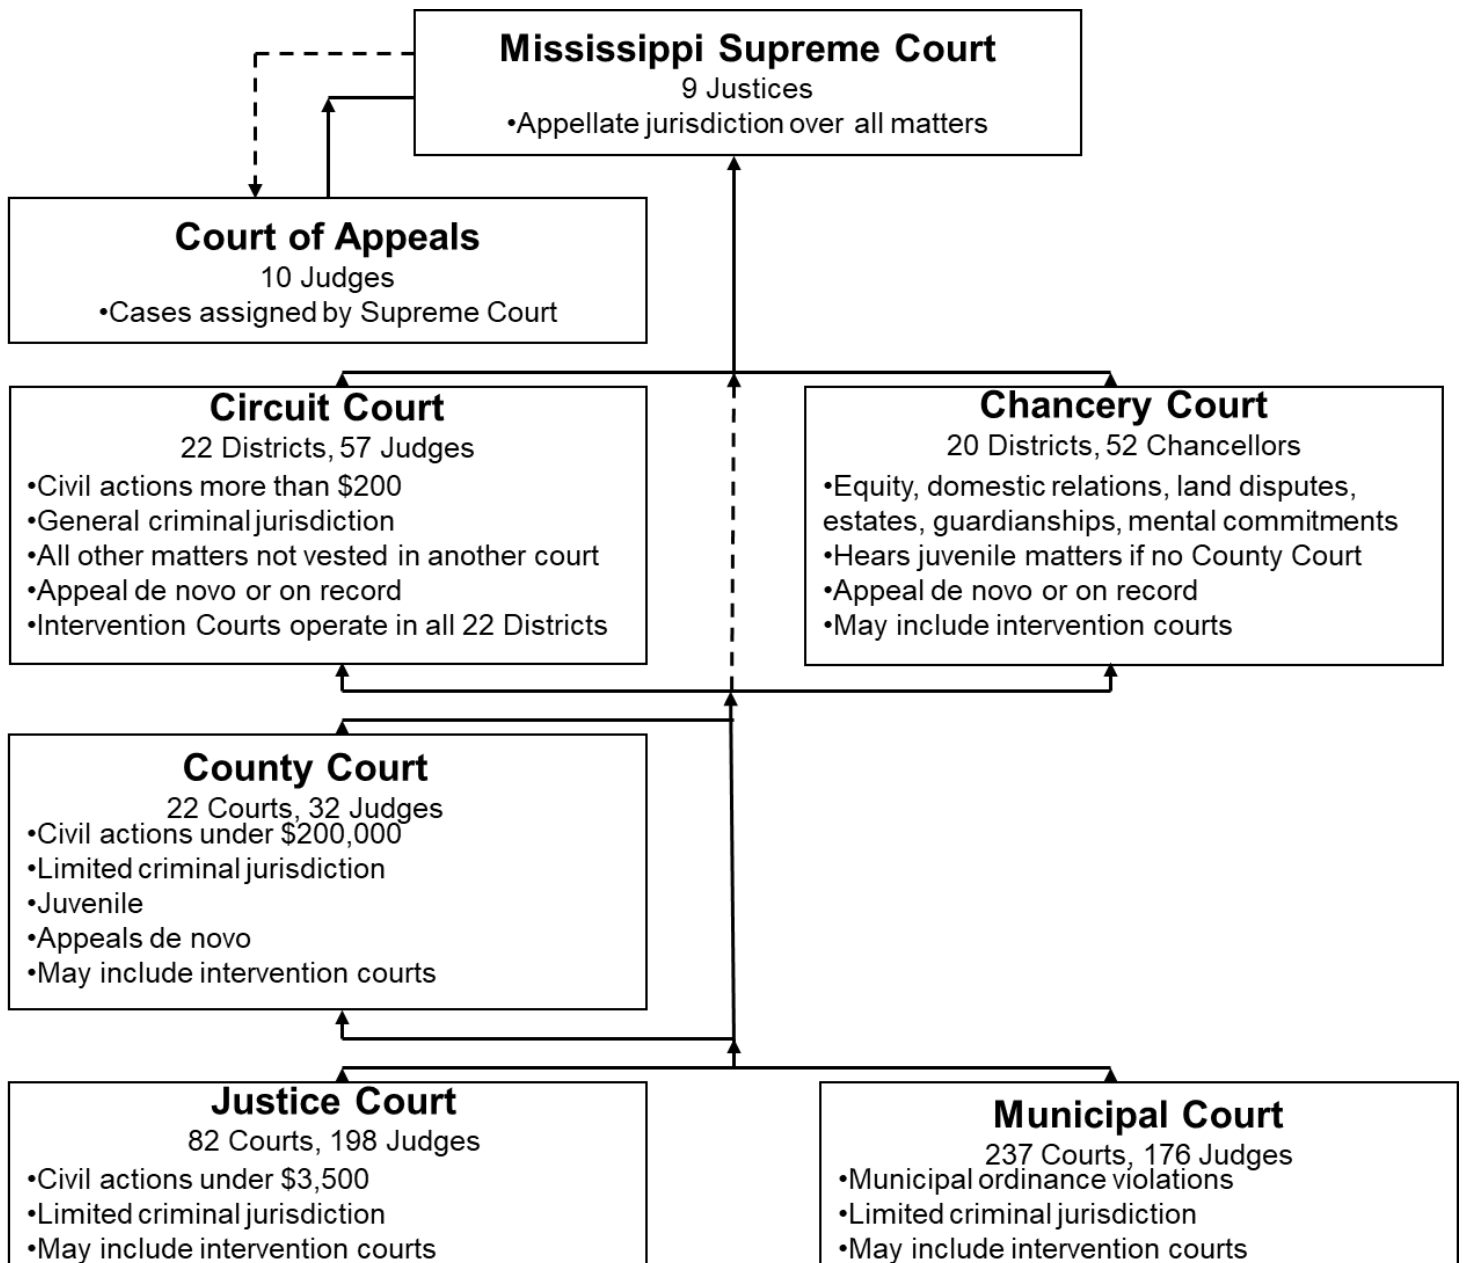 Mississippi Supreme Court
9 Justices
•Appellate jurisdiction over all matters
Court of Appeals
10 Judges
•Cases assigned by Supreme Court
Circuit Court
22 Districts, 57 Judges
•Civil actions more than $200
•General criminal jurisdiction
•All other matters not vested in another court
•Appeal de novo or on record
•Intervention Courts operate in all 22 Districts
Chancery Court
20 Districts, 52 Chancellors
•Equity, domestic relations, land disputes,
estates, guardianships, mental commitments
•Hears juvenile matters if no County Court
•Appeal de novo or on record
•May include intervention courts
County Court
22 Courts, 32 Judges
•Civil actions under $200,000
•Limited criminal jurisdiction
•Juvenile
•Appeals de novo
•May include intervention courts
Justice Court
82 Courts, 198 Judges
•Civil actions under $3,500
•Limited criminal jurisdiction
•May include intervention courts
Municipal Court
237 Courts, 176 Judges
•Municipal ordinance violations
•Limited criminal jurisdiction
•May include intervention courts